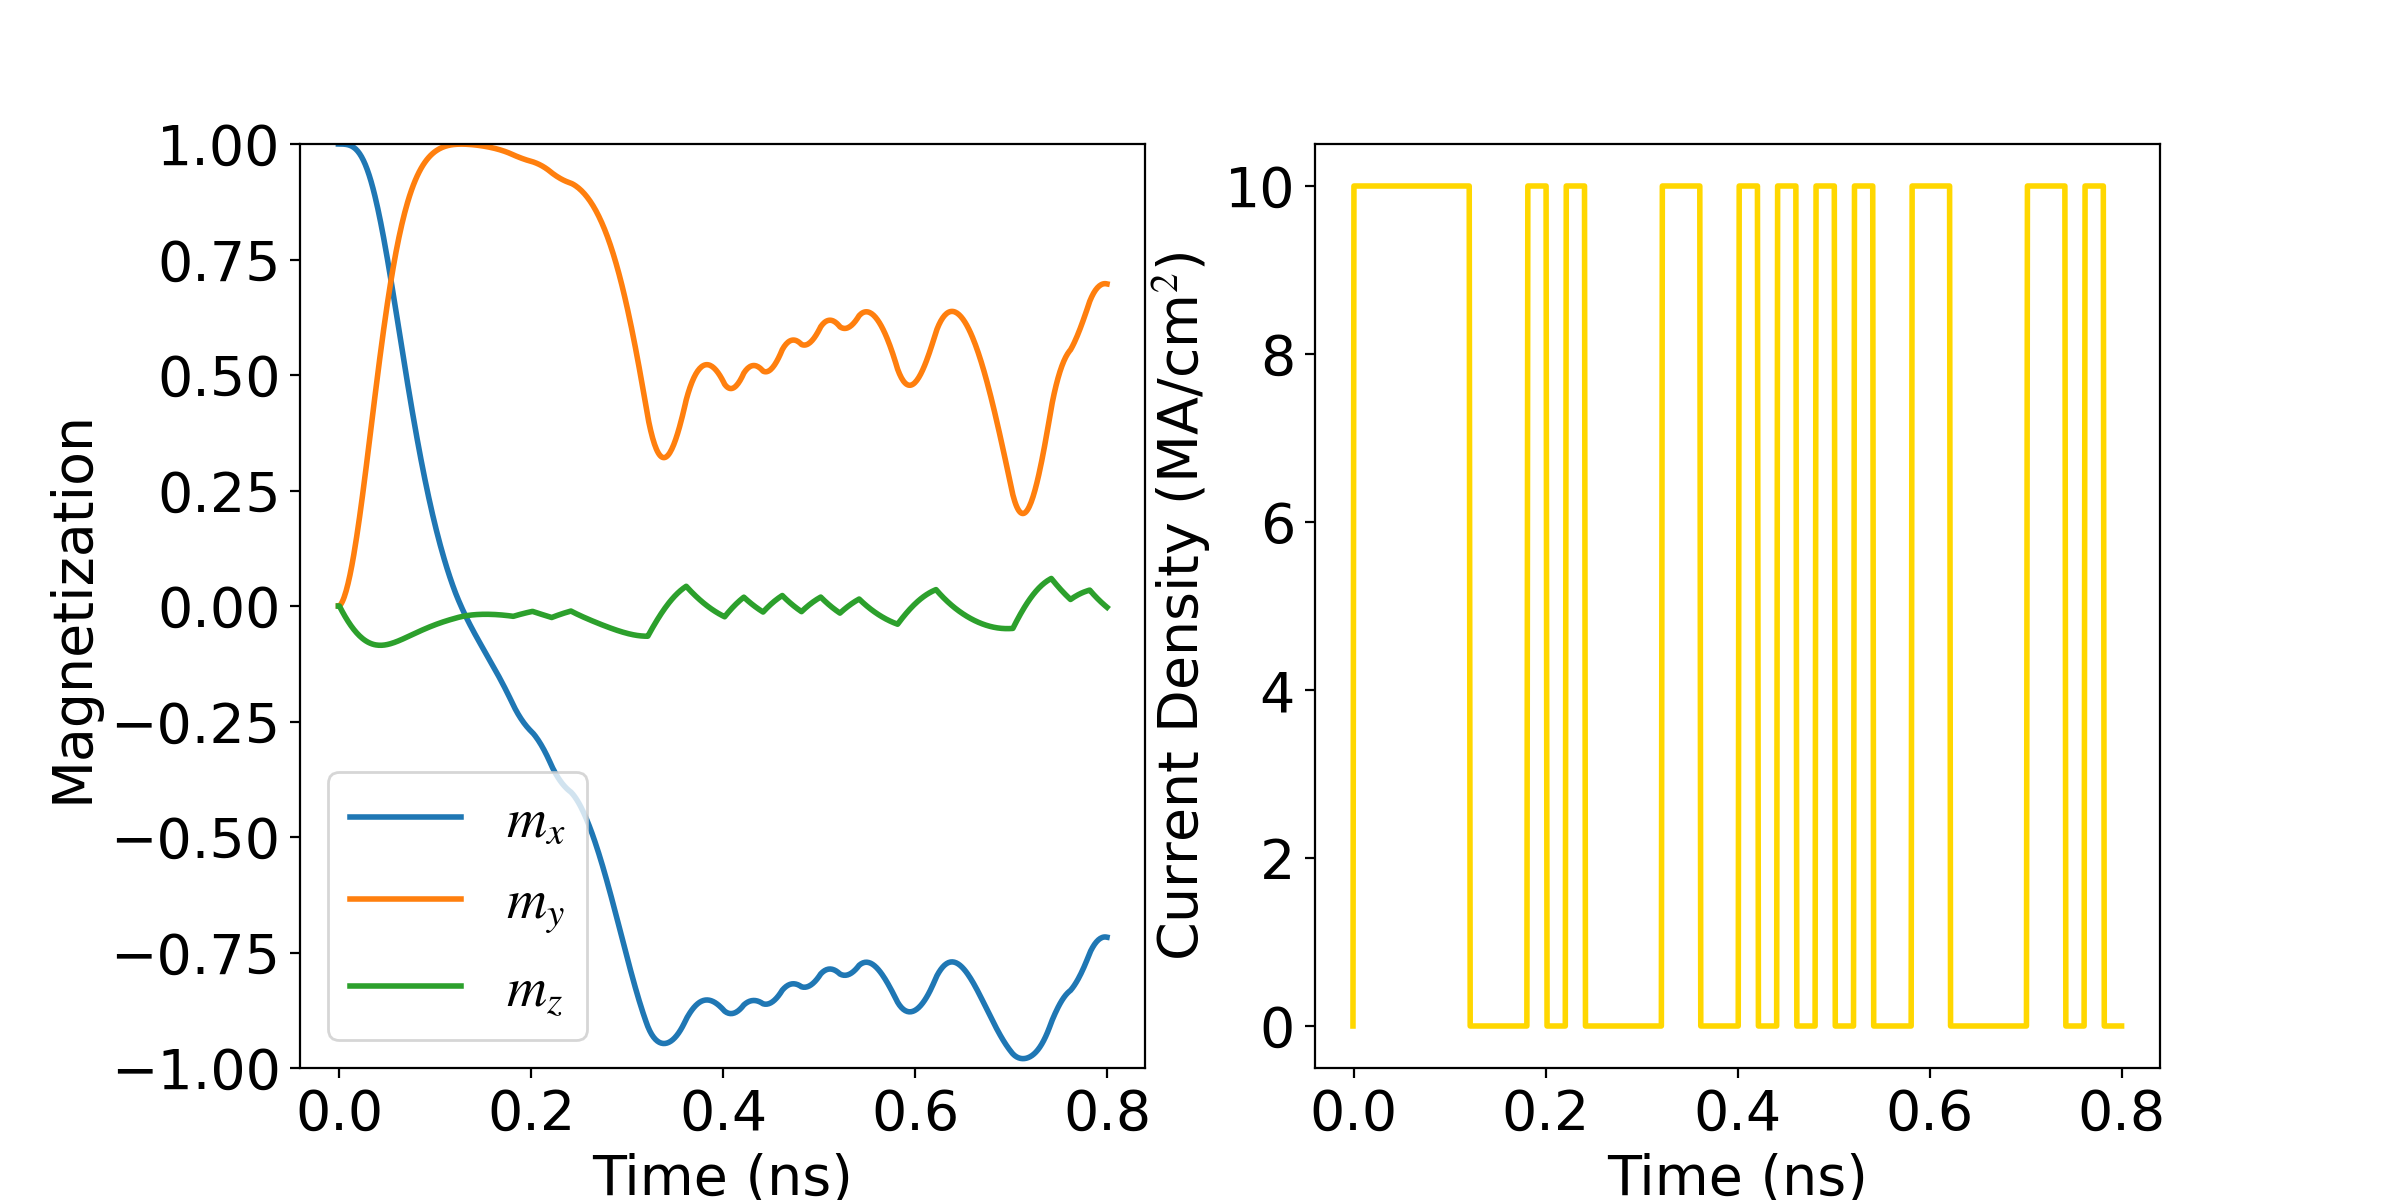 1.00
0.75
0.50
0.25
0.00
−0.25
−0.50
−0.75
−1.00
Magnetization
m_x
m_y
m_z
0.0 0.2 0.4 0.6 0.8
Time (ns)
10
8
6
4
2
0
Current Density (MA/cm²)
0.0 0.2 0.4 0.6 0.8
Time (ns)